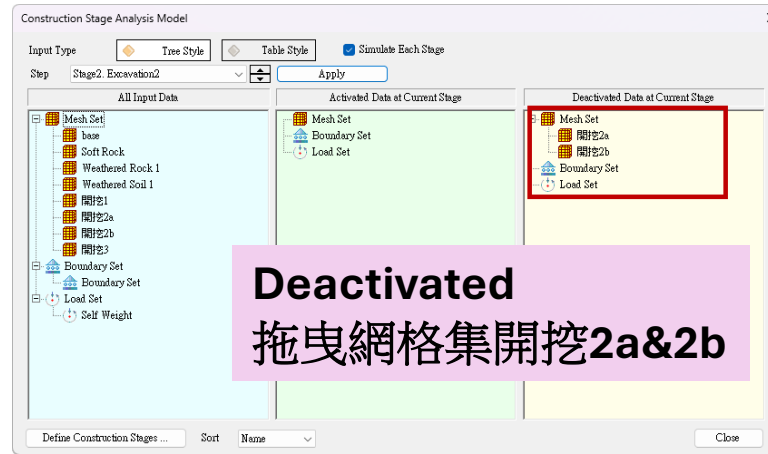 Construction Stage Analysis Model
Input Type Tree Style Table Style Simulate Each Stage
Step Stage2. Excavation2 Apply
All Input Data
Mesh Set
base
Soft Rock
Weathered Rock 1
Weathered Soil 1
開挖1
開挖2a
開挖2b
開挖3
Boundary Set
Boundary Set
Load Set
Self Weight
Activated Data at Current Stage
Mesh Set
Boundary Set
Load Set
Deactivated Data at Current Stage
Mesh Set
開挖2a
開挖2b
Boundary Set
Load Set
Deactivated
拖曳網格集開挖2a&2b
Define Construction Stages ... Sort Name Close